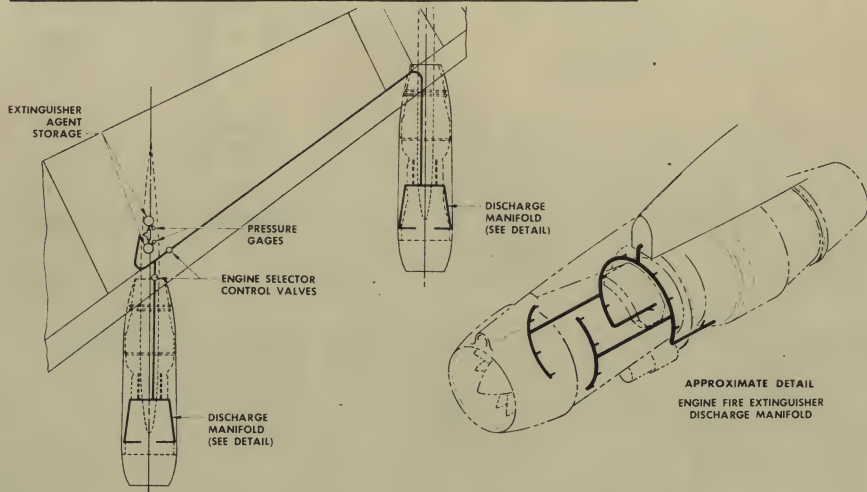 EXTINGUISHER
AGENT
STORAGE
PRESSURE
GAGES
ENGINE SELECTOR
CONTROL VALVES
DISCHARGE
MANIFOLD
(SEE DETAIL)
DISCHARGE
MANIFOLD
(SEE DETAIL)
APPROXIMATE DETAIL
ENGINE FIRE EXTINGUISHER
DISCHARGE MANIFOLD